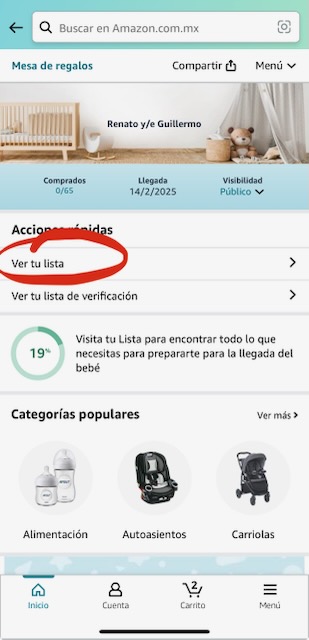 Buscar en Amazon.com.mx
Mesa de regalos Compartir Menú
Renato y/e Guillermo
Comprados Llegada Visibilidad
0/65 14/2/2025 Público
Acciones rápidas
Ver tu lista
Ver tu lista de verificación
19%
Visita tu Lista para encontrar todo lo que
necesitas para prepararte para la llegada del
bebé
Categorías populares Ver más
Alimentación Autoasientos Carriolas
2
Inicio Cuenta Carrito Menú